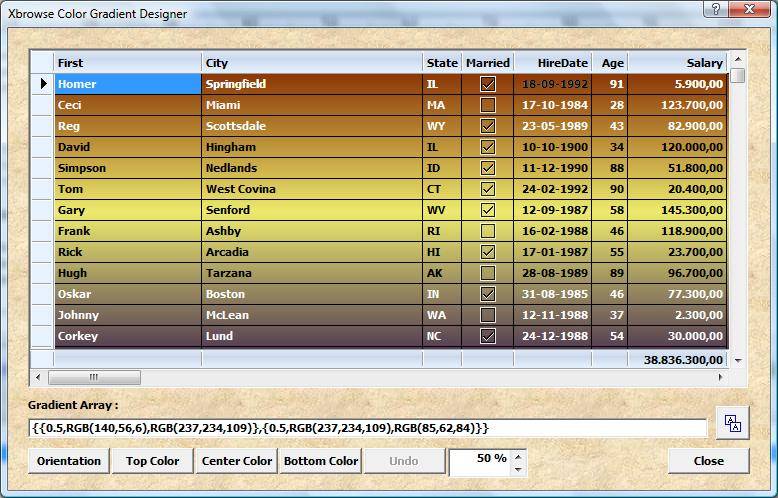 Xbrowse Color Gradient Designer
First City State Married HireDate Age Salary
Homer Springfield IL 18-09-1992 91 5.900,00
Ceci Miami MA 17-10-1984 28 123.700,00
Reg Scottsdale WY 23-05-1989 43 82.900,00
David Hingham IL 10-10-1900 34 120.000,00
Simpson Nedlands ID 11-12-1990 88 51.800,00
Tom West Covina CT 24-02-1992 90 20.400,00
Gary Senford WV 12-09-1987 58 145.300,00
Frank Ashby RI 16-02-1988 46 118.900,00
Rick Arcadia HI 17-01-1987 55 23.700,00
Hugh Tarzana AK 28-08-1989 89 96.700,00
Oskar Boston IN 31-08-1985 46 77.300,00
Johnny McLean WA 12-11-1988 37 2.300,00
Corkey Lund NC 24-12-1988 54 30.000,00
38.836.300,00
Gradient Array :
{{0.5,RGB(140,56,6),RGB(237,234,109)},{0.5,RGB(237,234,109),RGB(85,62,84)}}
Orientation Top Color Center Color Bottom Color Undo 50 % Close